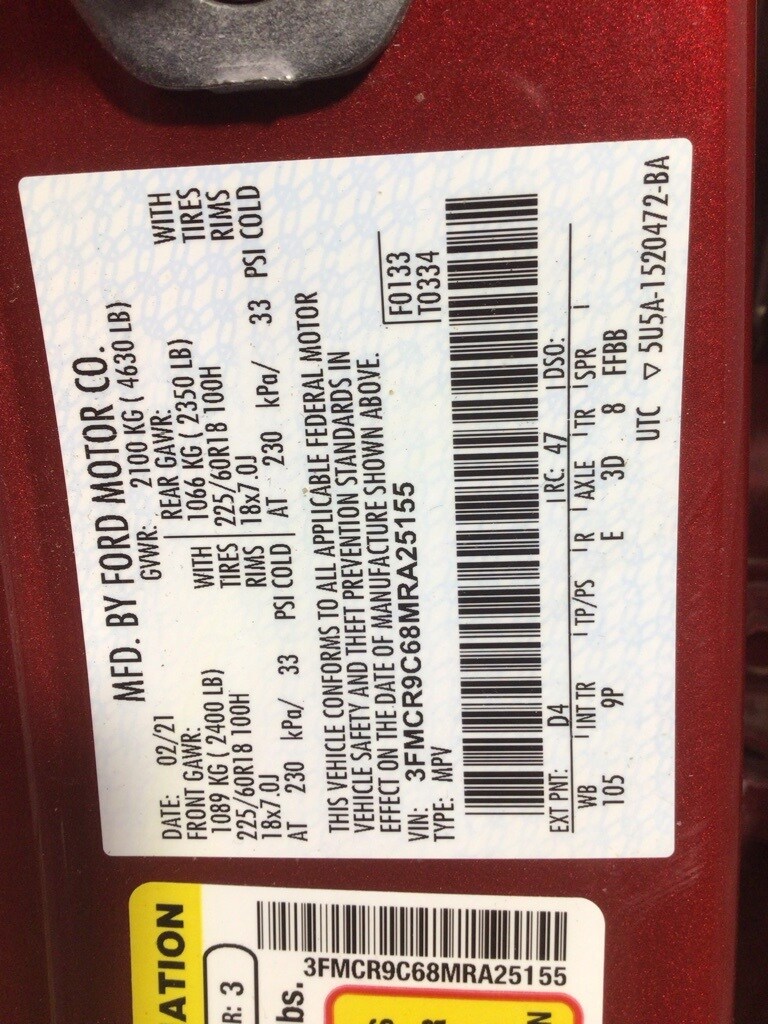 MFD. BY FORD MOTOR CO.
DATE: 02/21 GVWR: 2100 KG ( 4630 LB)
FRONT GAWR: REAR GAWR:
1089 KG ( 2400 LB) WITH 1066 KG ( 2350 LB) WITH
225/60R18 100H TIRES 225/60R18 100H TIRES
18x7.0J RIMS 18x7.0J RIMS
AT 230 kPa/ 33 PSI COLD AT 230 kPa/ 33 PSI COLD
THIS VEHICLE CONFORMS TO ALL APPLICABLE FEDERAL MOTOR
VEHICLE SAFETY AND THEFT PREVENTION STANDARDS IN
EFFECT ON THE DATE OF MANUFACTURE SHOWN ABOVE.
VIN: 3FMCR9C68MRA25155 F0133
TYPE: MPV T0334
EXT PNT: D4 RC: 47 DSO:
WB INT TR TP/PS R AXLE TR SPR
105 9P E 3D 8 FFBB
UTC ▽ 5U5A-1520472-BA
ATION
R: 3
bs.
3FMCR9C68MRA25155